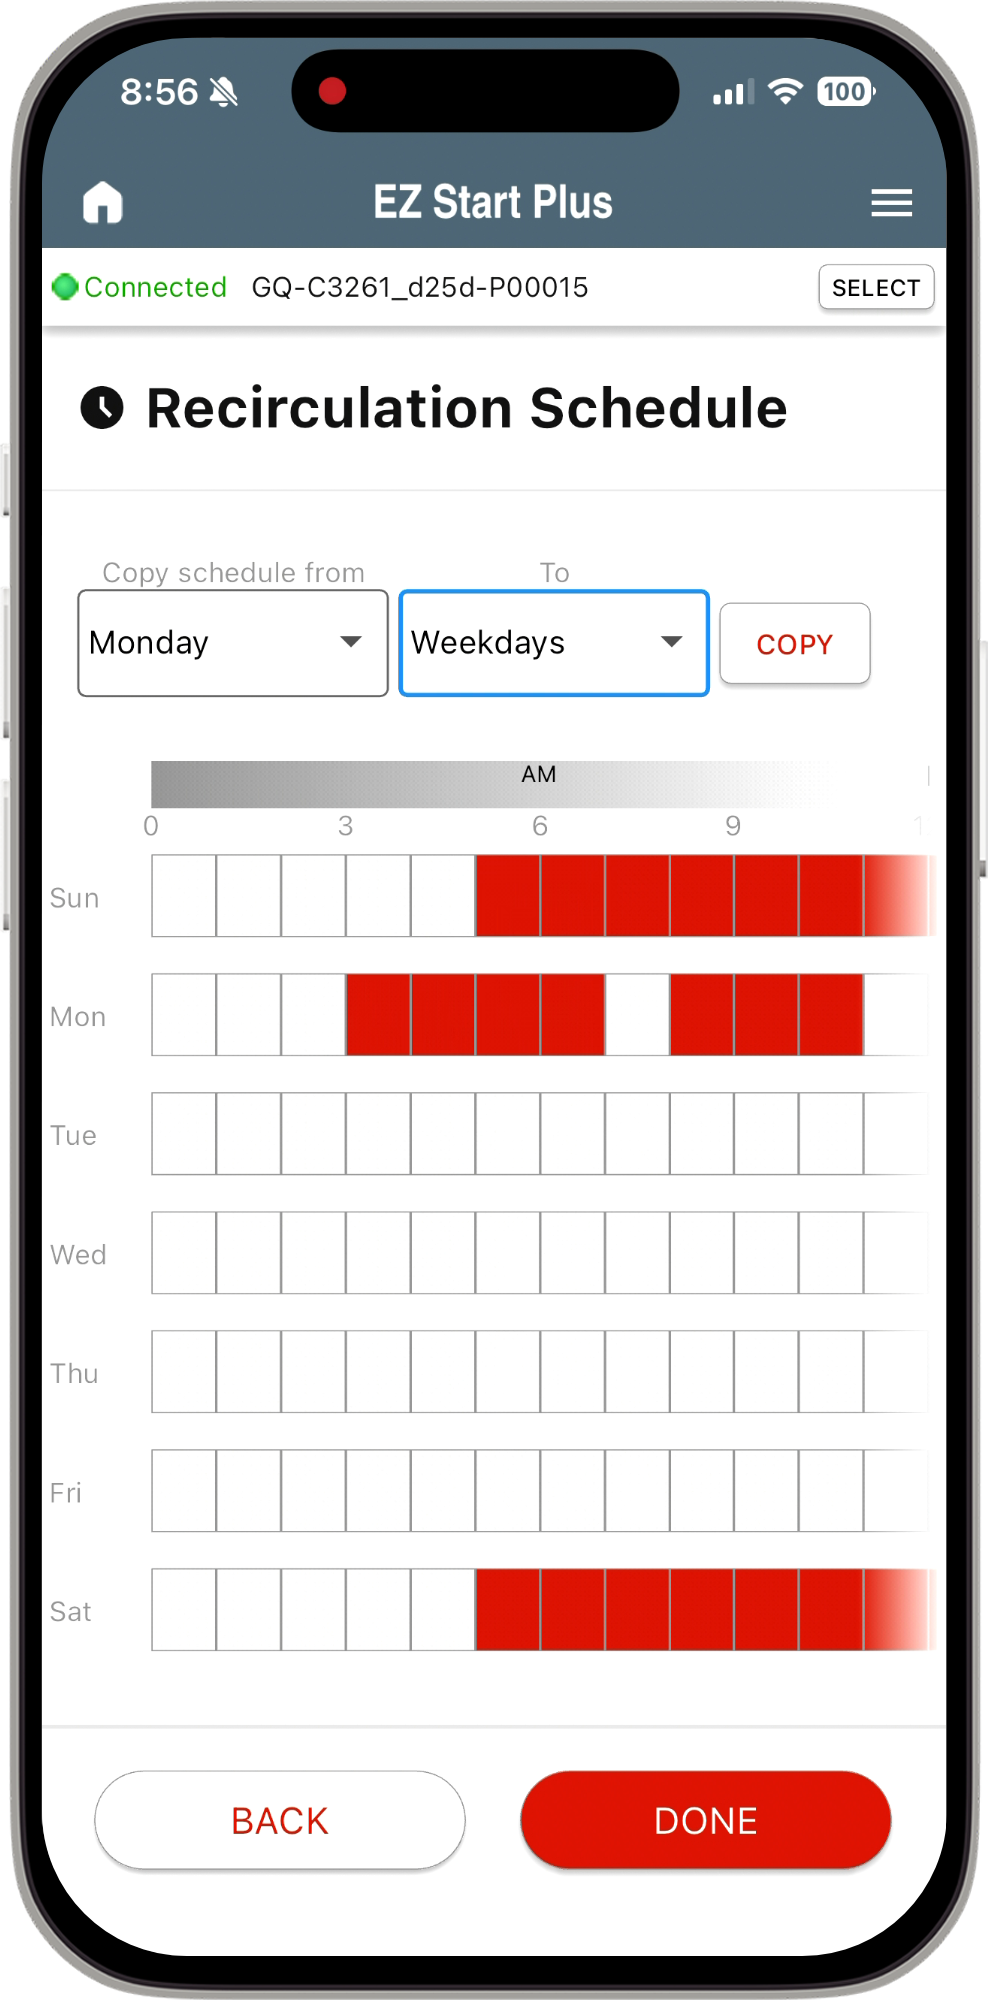 8:56 100
EZ Start Plus
Connected GQ-C3261_d25d-P00015 SELECT
Recirculation Schedule
Copy schedule from To
Monday Weekdays COPY
AM
0 3 6 9 1
Sun
Mon
Tue
Wed
Thu
Fri
Sat
BACK DONE